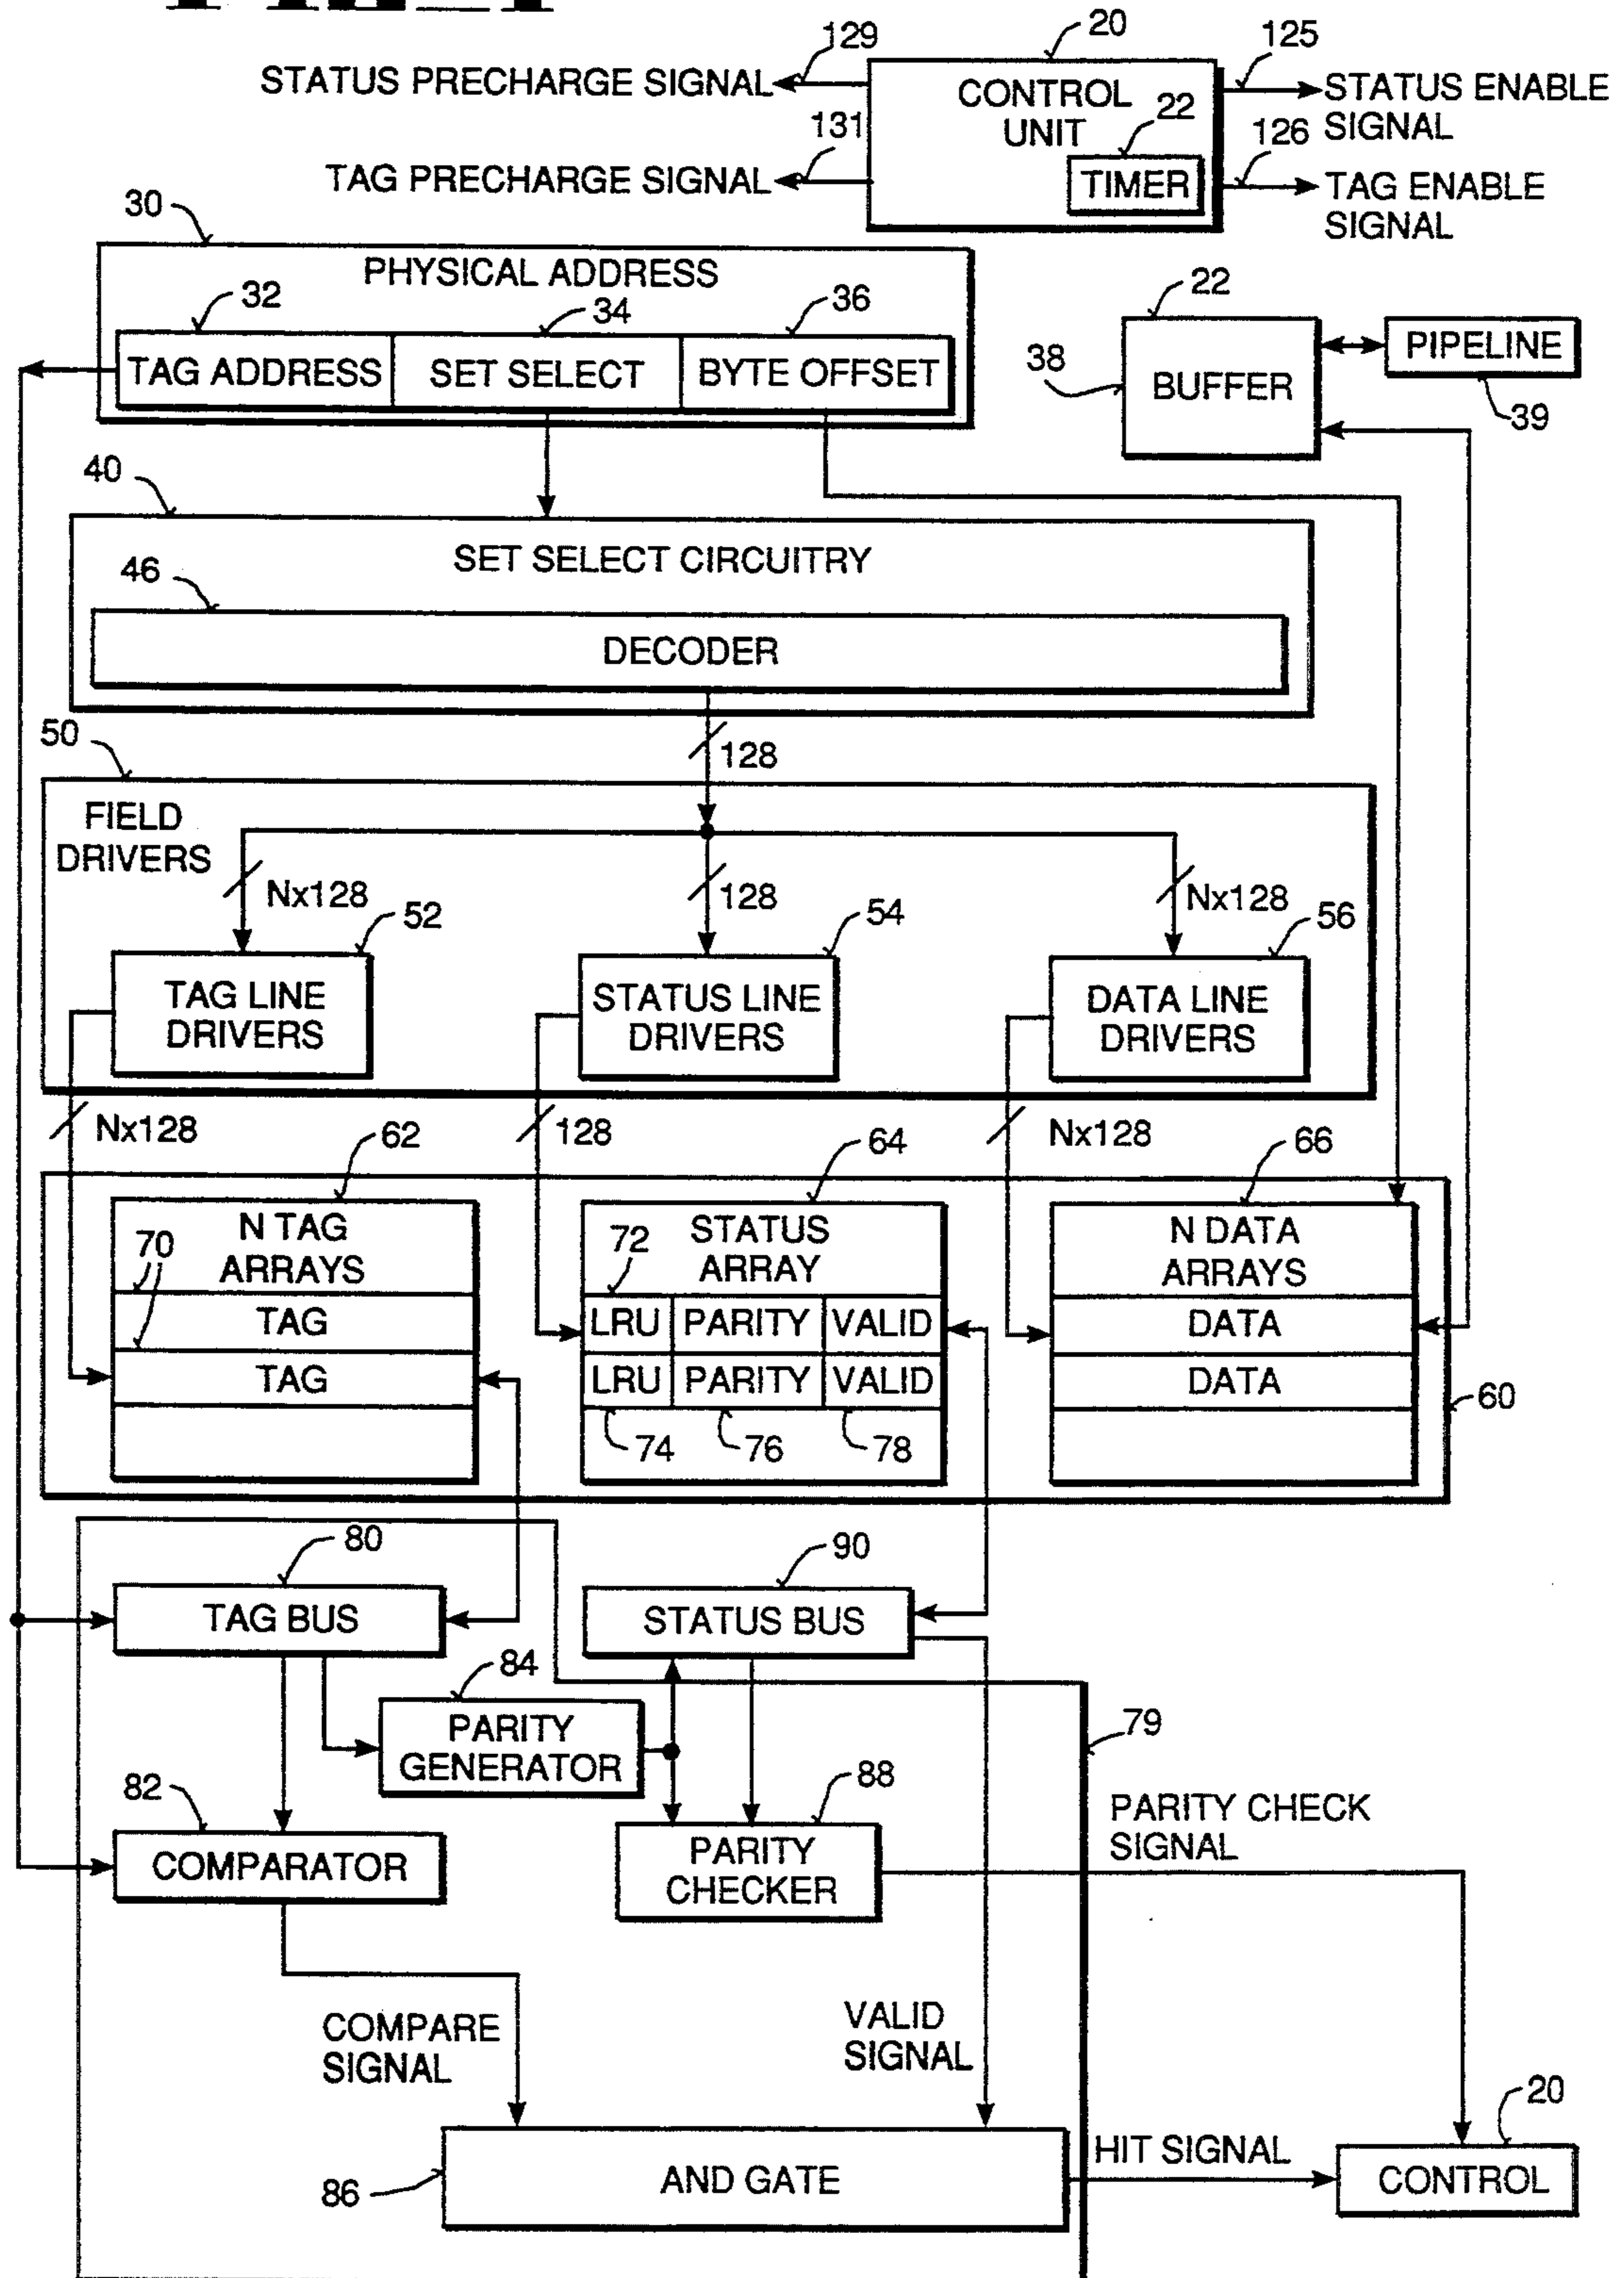 20
129
125
STATUS PRECHARGE SIGNAL
CONTROL
UNIT
STATUS ENABLE
SIGNAL
131
22
126
TAG PRECHARGE SIGNAL
TIMER
TAG ENABLE
SIGNAL
30
PHYSICAL ADDRESS
32
34
36
22
TAG ADDRESS
SET SELECT
BYTE OFFSET
38
BUFFER
PIPELINE
39
40
SET SELECT CIRCUITRY
46
DECODER
128
50
FIELD
DRIVERS
Nx128
128
Nx128
52
54
56
TAG LINE
DRIVERS
STATUS LINE
DRIVERS
DATA LINE
DRIVERS
Nx128
128
Nx128
62
64
66
N TAG
ARRAYS
70
STATUS
ARRAY
72
N DATA
ARRAYS
TAG
LRU
PARITY
VALID
DATA
TAG
LRU
PARITY
VALID
DATA
60
74
76
78
80
90
TAG BUS
STATUS BUS
84
PARITY
GENERATOR
79
82
88
PARITY CHECK
SIGNAL
COMPARATOR
PARITY
CHECKER
COMPARE
SIGNAL
VALID
SIGNAL
20
HIT SIGNAL
86
AND GATE
CONTROL